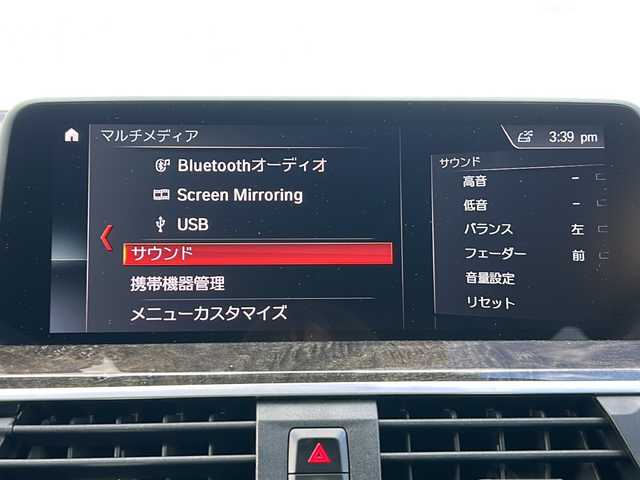 マルチメディア
Bluetoothオーディオ
Screen Mirroring
USB
サウンド
携帯機器管理
メニューカスタマイズ
3:39 pm
サウンド
高音 −
低音 −
バランス 左
フェーダー 前
音量設定
リセット